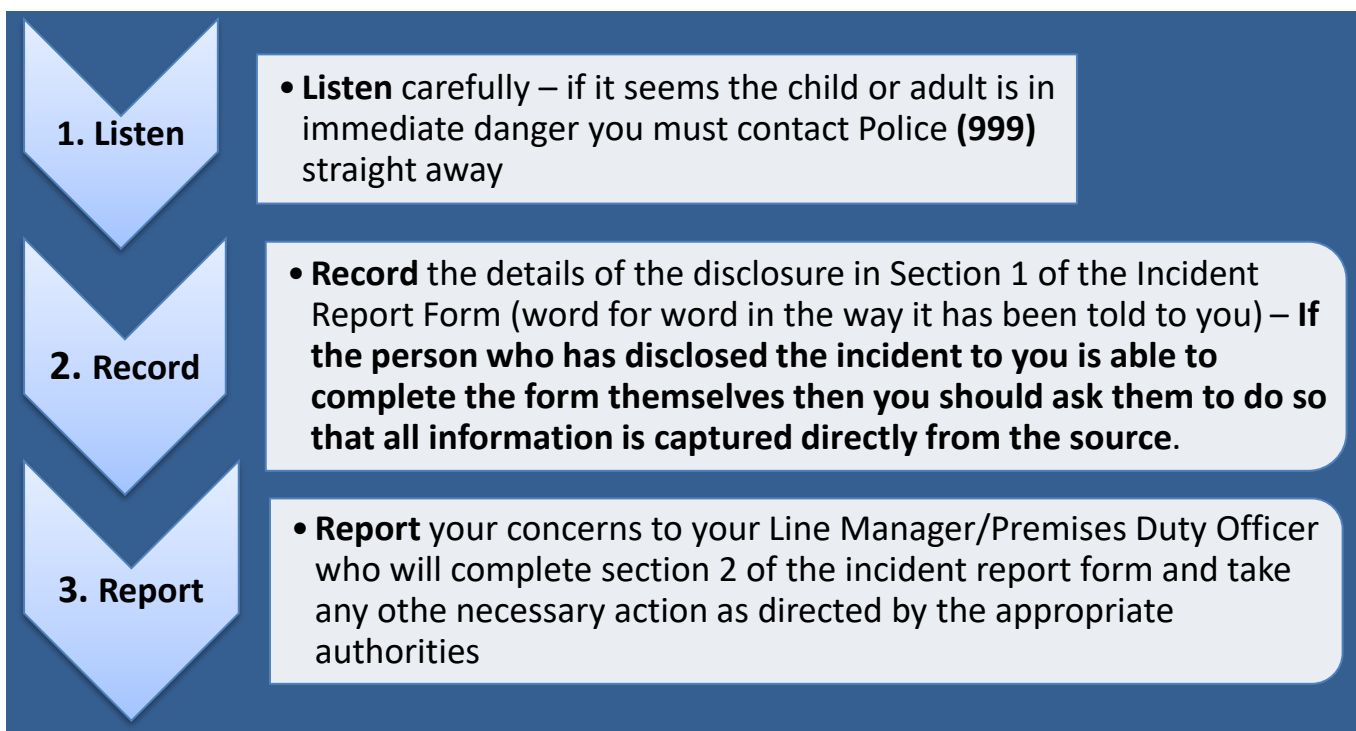 1. Listen
• Listen carefully – if it seems the child or adult is in
immediate danger you must contact Police (999)
straight away
2. Record
• Record the details of the disclosure in Section 1 of the Incident
Report Form (word for word in the way it has been told to you) – If
the person who has disclosed the incident to you is able to
complete the form themselves then you should ask them to do so
that all information is captured directly from the source.
3. Report
• Report your concerns to your Line Manager/Premises Duty Officer
who will complete section 2 of the incident report form and take
any othe necessary action as directed by the appropriate
authorities